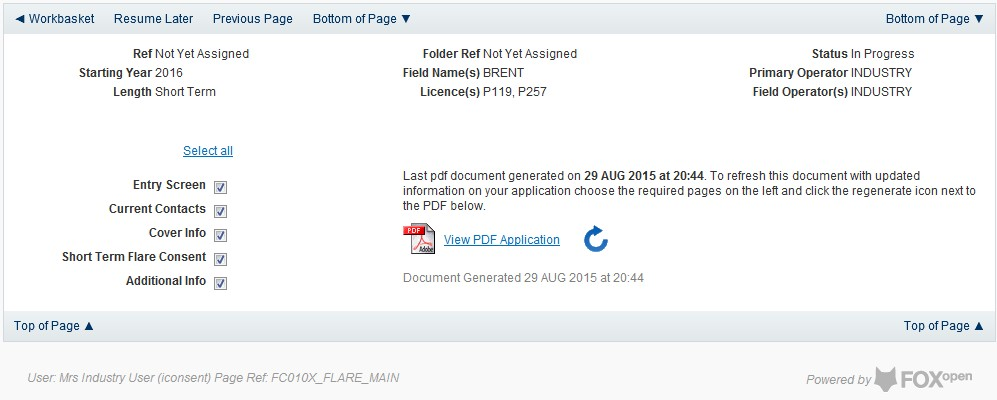 ◄ Workbasket Resume Later Previous Page Bottom of Page ▼ Bottom of Page ▼
Ref Not Yet Assigned Folder Ref Not Yet Assigned Status In Progress
Starting Year 2016 Field Name(s) BRENT Primary Operator INDUSTRY
Length Short Term Licence(s) P119, P257 Field Operator(s) INDUSTRY
Select all
Last pdf document generated on 29 AUG 2015 at 20:44. To refresh this document with updated
Entry Screen
information on your application choose the required pages on the left and click the regenerate icon next to
the PDF below.
Current Contacts
Cover Info
PDF Adobe View PDF Application
Short Term Flare Consent
Additional Info
Document Generated 29 AUG 2015 at 20:44
Top of Page ▲ Top of Page ▲
User: Mrs Industry User (iconsent) Page Ref: FC010X_FLARE_MAIN
Powered by FOXopen